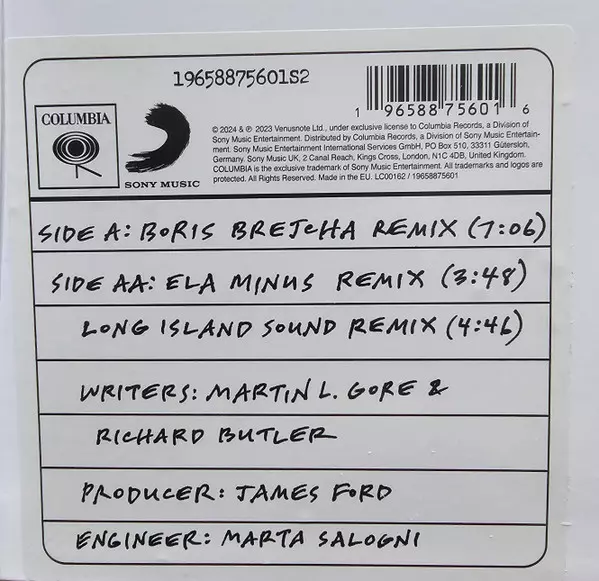 19658875601S2
1 96588 75601 6
COLUMBIA
SONY MUSIC
© 2024 & ℗ 2023 Venusnote Ltd., under exclusive license to Columbia Records, a Division of
Sony Music Entertainment. Distributed by Columbia Records, a Division of Sony Music Entertain-
ment. Sony Music Entertainment International Services GmbH, PO Box 510, 33311 Gütersloh,
Germany. Sony Music UK, 2 Canal Reach, Kings Cross, London, N1C 4DB, United Kingdom.
COLUMBIA is the exclusive trademark of Sony Music Entertainment. All trademarks and logos are
protected. All Rights Reserved. Made in the EU. LC00162 / 19658875601
SIDE A: BORIS BREJCHA REMIX (7:06)
SIDE AA: ELA MINUS REMIX (3:48)
LONG ISLAND SOUND REMIX (4:46)
WRITERS: MARTIN L. GORE &
RICHARD BUTLER
PRODUCER: JAMES FORD
ENGINEER: MARTA SALOGNI